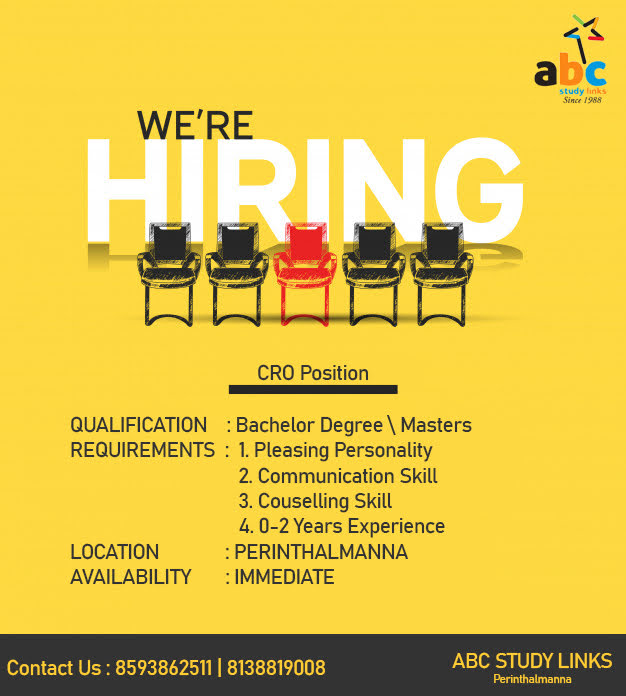 abc
study links
Since 1988
WE'RE
HIRING
CRO Position
QUALIFICATION : Bachelor Degree \ Masters
REQUIREMENTS : 1. Pleasing Personality
2. Communication Skill
3. Couselling Skill
4. 0-2 Years Experience
LOCATION : PERINTHALMANNA
AVAILABILITY : IMMEDIATE
Contact Us : 8593862511 | 8138819008
ABC STUDY LINKS
Perinthalmanna